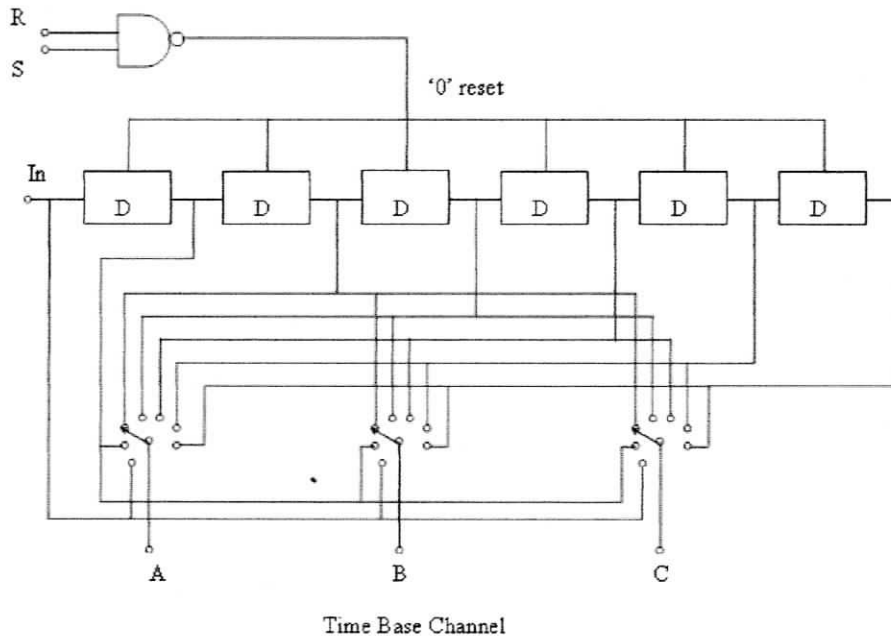 R
S
'0' reset
In
D D D D D D
A B C
Time Base Channel